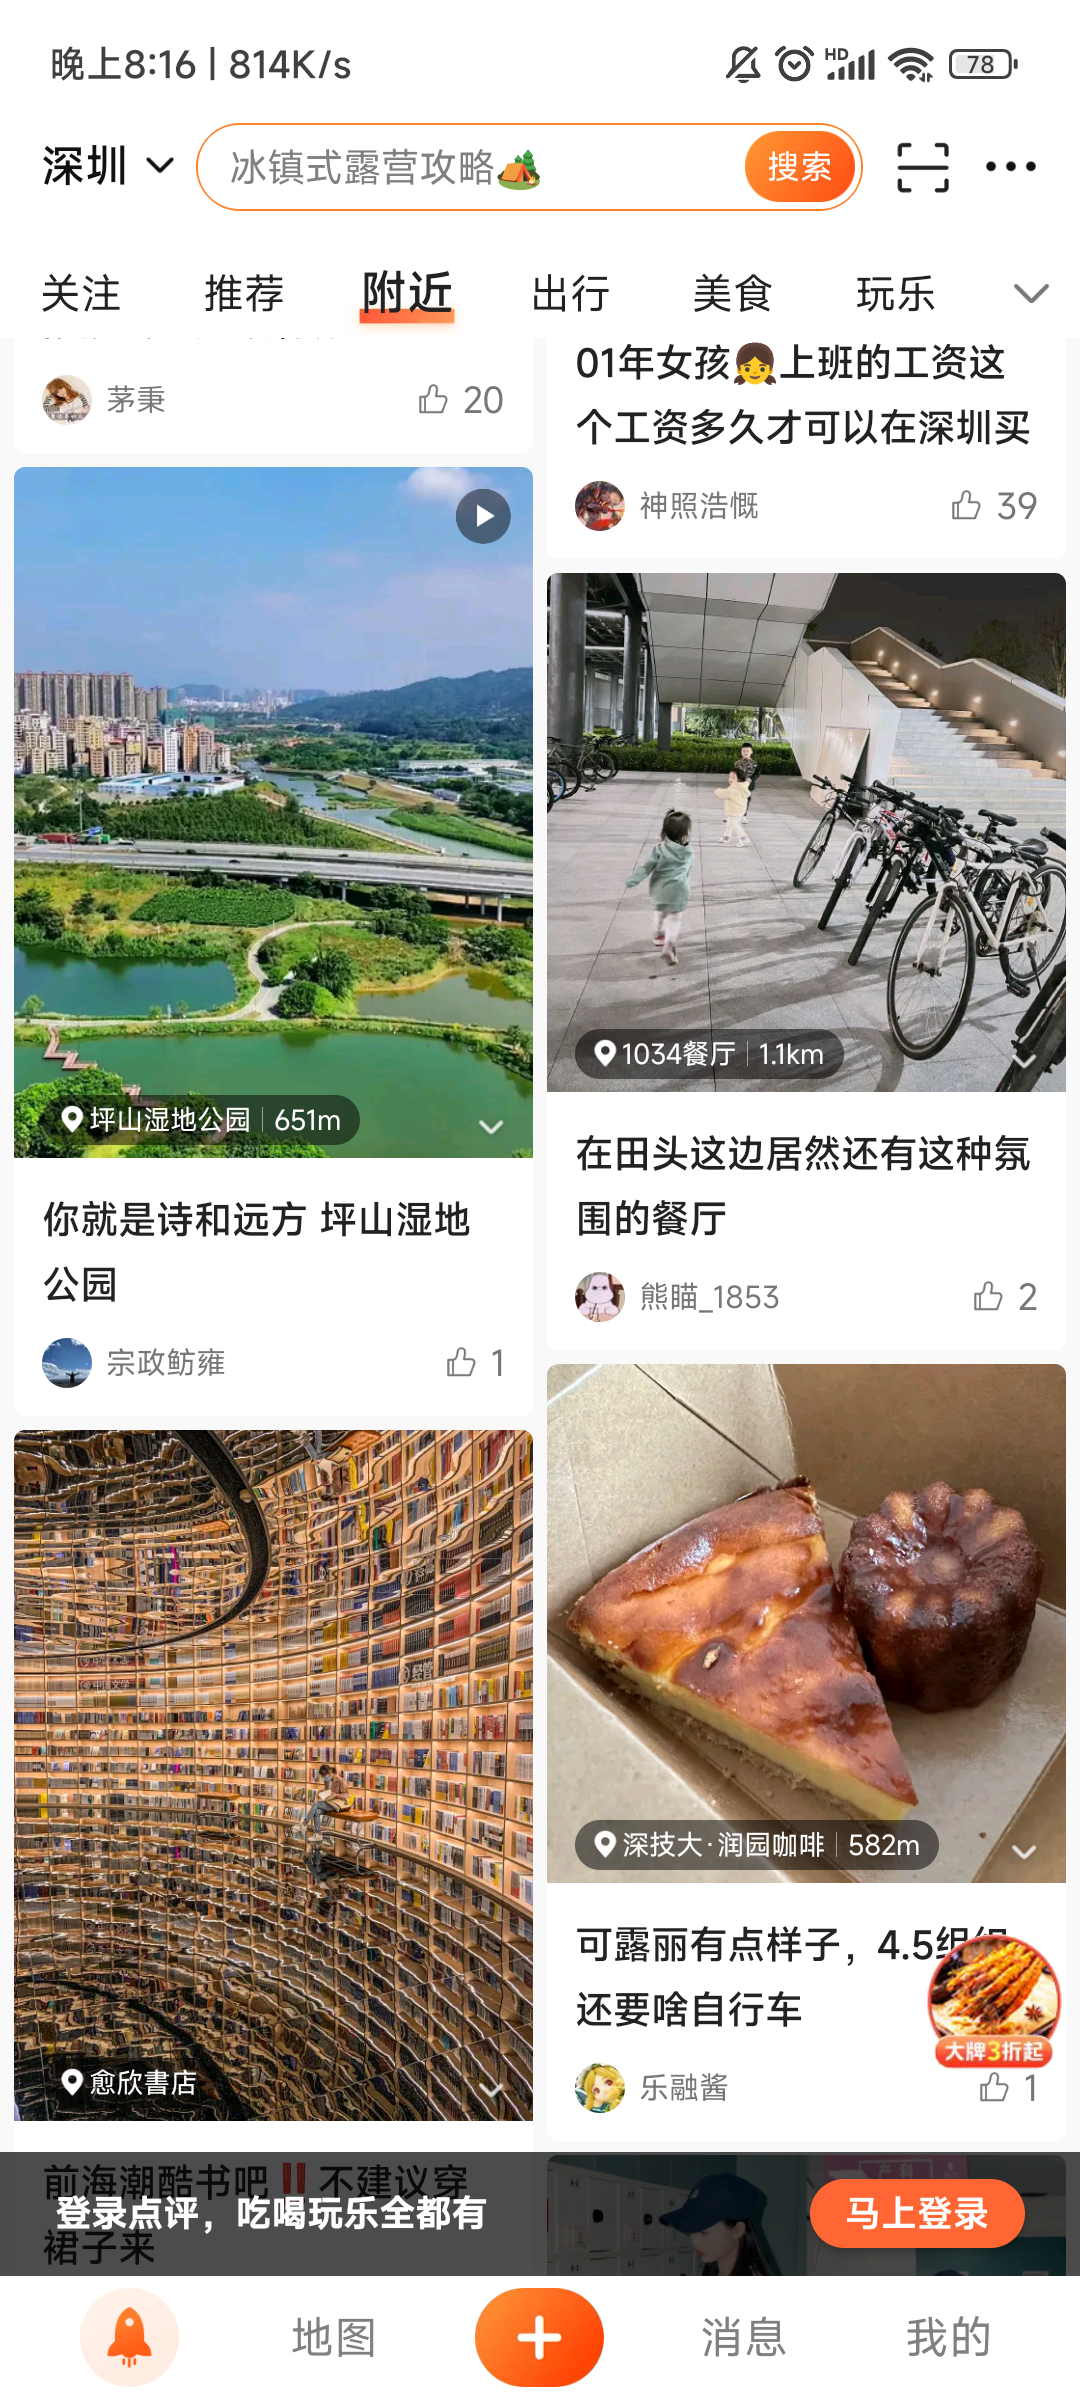 晚上8:16 | 814K/s
HD
78
深圳
冰镇式露营攻略🏕️
搜索
关注
推荐
附近
出行
美食
玩乐
茅秉
20
01年女孩👧上班的工资这
个工资多久才可以在深圳买
神照浩慨
39
坪山湿地公园 | 651m
你就是诗和远方 坪山湿地
公园
宗政鲂雍
1
1034餐厅 | 1.1km
在田头这边居然还有这种氛
围的餐厅
熊瞄_1853
2
愈欣書店
前海潮酷书吧‼️不建议穿
裙子来
深技大·润园咖啡 | 582m
可露丽有点样子，4.5组组
还要啥自行车
大牌3折起
乐融酱
1
登录点评，吃喝玩乐全都有
马上登录
地图
消息
我的